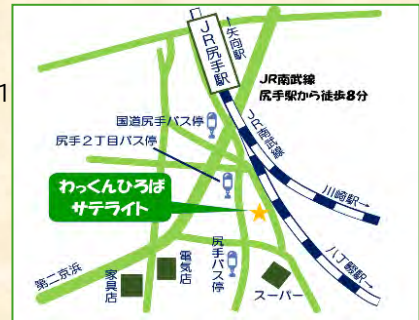 1
←矢向駅
JR尻手駅
JR南武線
尻手駅から徒歩8分
国道尻手バス停
尻手2丁目バス停
JR南武線
わっくんひろば
サテライト
川崎駅→
八丁畷駅→
尻手バス停
第二京浜
家具店
電気店
スーパー